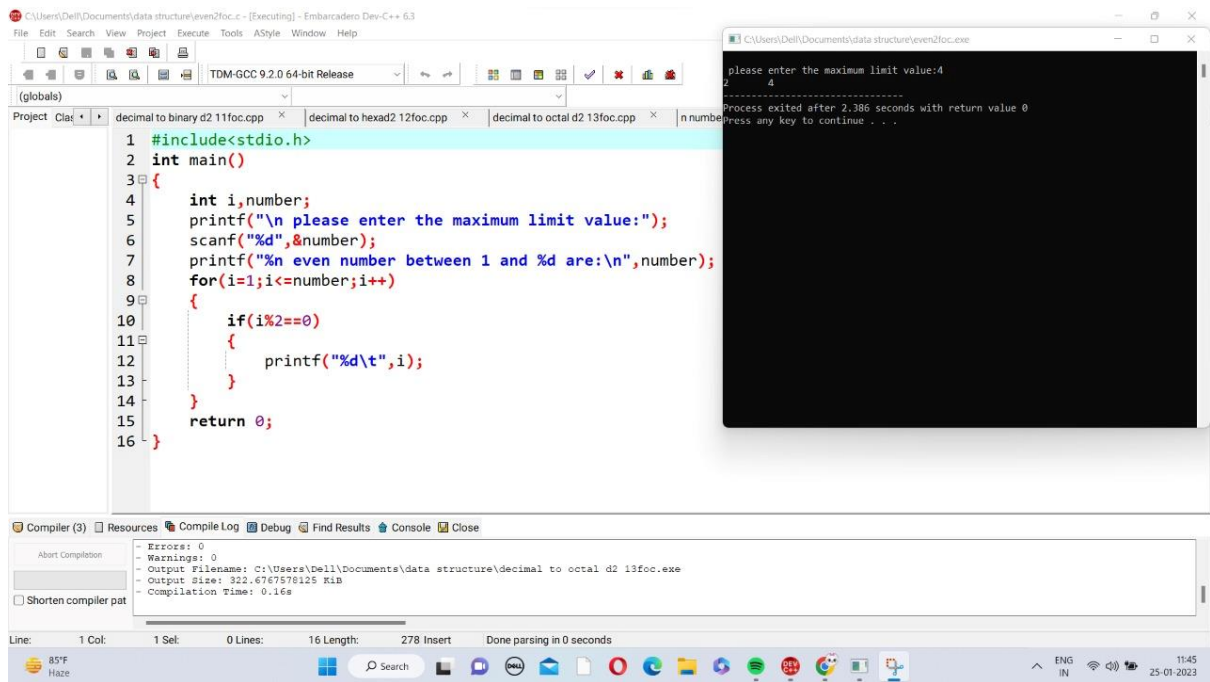 C:\Users\Dell\Documents\data structure\even2foc.c - [Executing] - Embarcadero Dev-C++ 6.3
File Edit Search View Project Execute Tools AStyle Window Help
TDM-GCC 9.2.0 64-bit Release
(globals)
Project Clas
decimal to binary d2 11foc.cpp
decimal to hexad2 12foc.cpp
decimal to octal d2 13foc.cpp
n numbe
1 #include<stdio.h>
2 int main()
3 {
4 int i,number;
5 printf("\n please enter the maximum limit value:");
6 scanf("%d",&number);
7 printf("%n even number between 1 and %d are:\n",number);
8 for(i=1;i<=number;i++)
9 {
10 if(i%2==0)
11 {
12 printf("%d\t",i);
13 }
14 }
15 return 0;
16 }
C:\Users\Dell\Documents\data structure\even2foc.exe
please enter the maximum limit value:4
2 4
--------------------------------
Process exited after 2.386 seconds with return value 0
Press any key to continue . . .
Compiler (3) Resources Compile Log Debug Find Results Console Close
Abort Compilation
Shorten compiler pat
- Errors: 0
- Warnings: 0
- Output Filename: C:\Users\Dell\Documents\data structure\decimal to octal d2 13foc.exe
- Output Size: 322.6767578125 KiB
- Compilation Time: 0.16s
Line: 1 Col: 1 Sel: 0 Lines: 16 Length: 278 Insert Done parsing in 0 seconds
85°F
Haze
Search
DELL
DEV C++
ENG
IN
11:45
25-01-2023